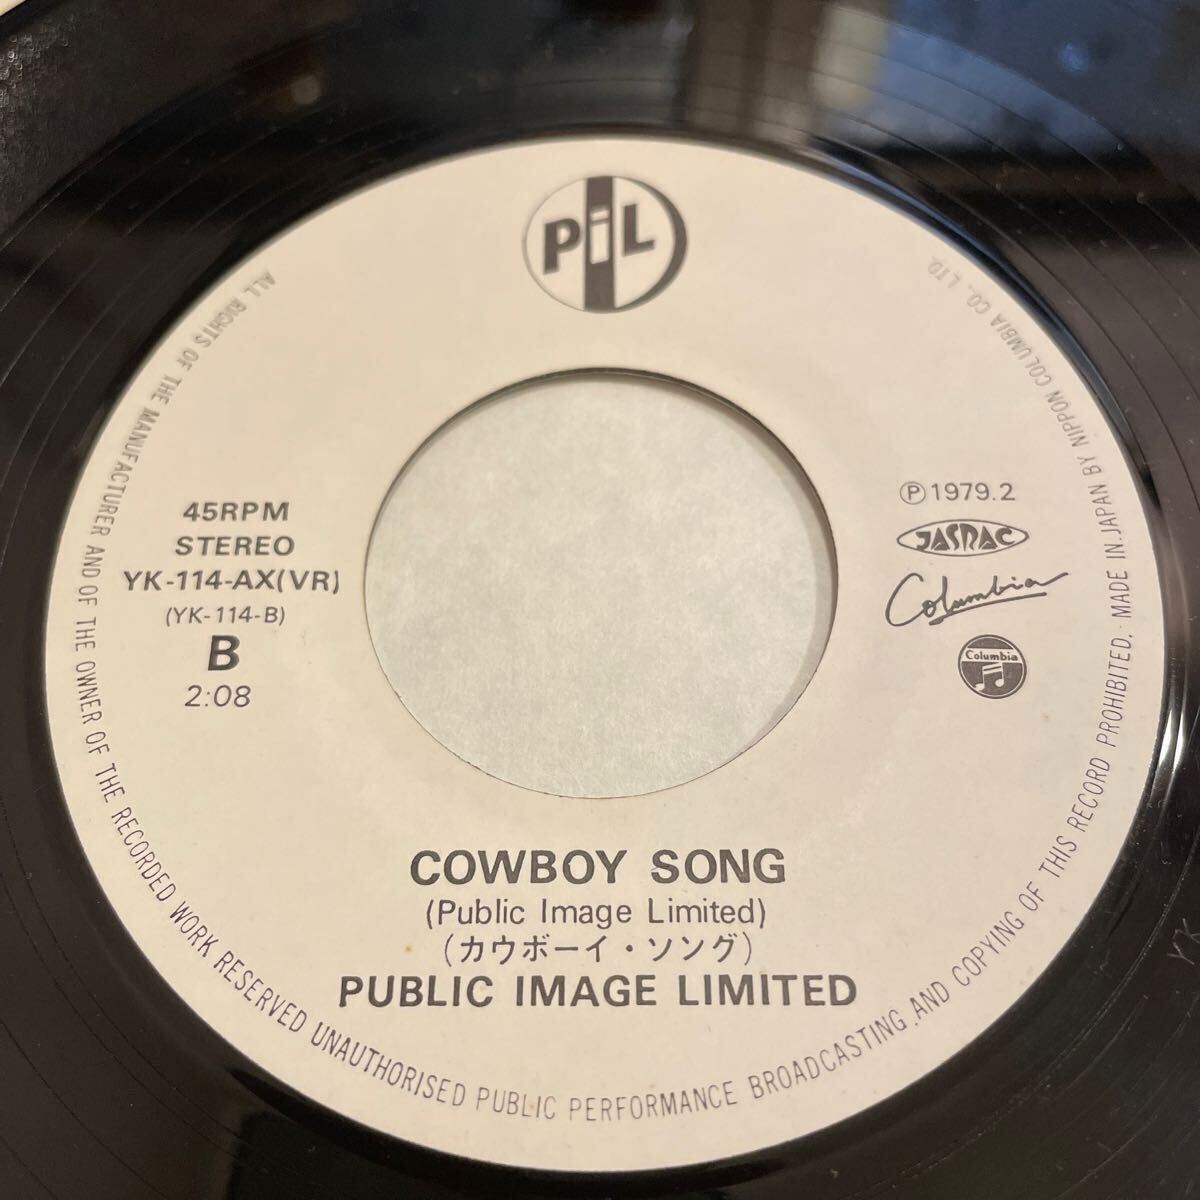 PiL
ALL RIGHTS OF THE MANUFACTURER AND OF THE OWNER OF THE RECORDED WORK RESERVED UNAUTHORISED PUBLIC PERFORMANCE BROADCASTING AND COPYING OF THIS RECORD PROHIBITED. MADE IN JAPAN BY NIPPON COLUMBIA CO., LTD.
45RPM
STEREO
YK-114-AX(VR)
(YK-114-B)
B
2:08
Ⓟ1979.2
JASRAC
Columbia
Columbia
COWBOY SONG
(Public Image Limited)
(カウボーイ・ソング)
PUBLIC IMAGE LIMITED
YK